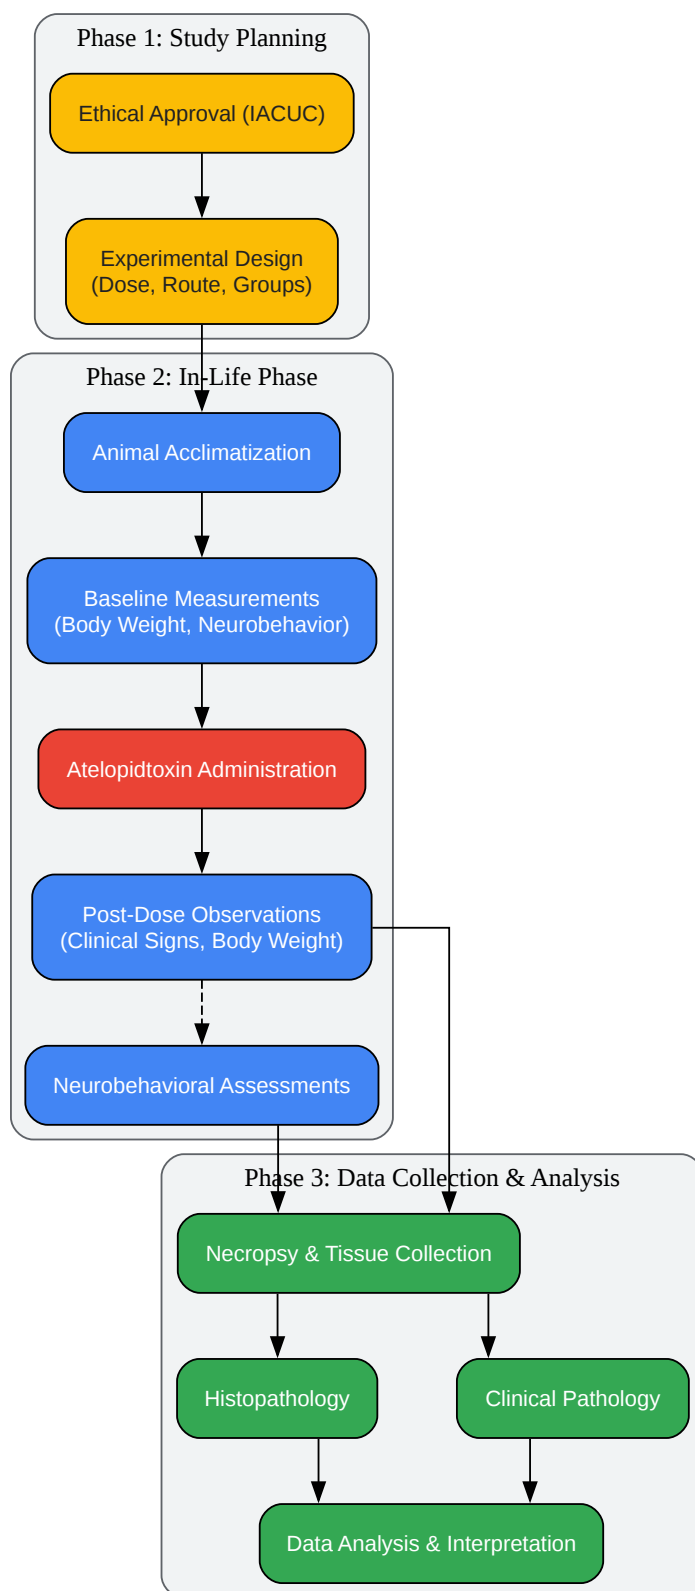 Phase 1: Study Planning
Ethical Approval (IACUC)
Experimental Design
(Dose, Route, Groups)
Phase 2: In-Life Phase
Animal Acclimatization
Baseline Measurements
(Body Weight, Neurobehavior)
Atelopidtoxin Administration
Post-Dose Observations
(Clinical Signs, Body Weight)
Neurobehavioral Assessments
Phase 3: Data Collection & Analysis
Necropsy & Tissue Collection
Histopathology
Clinical Pathology
Data Analysis & Interpretation